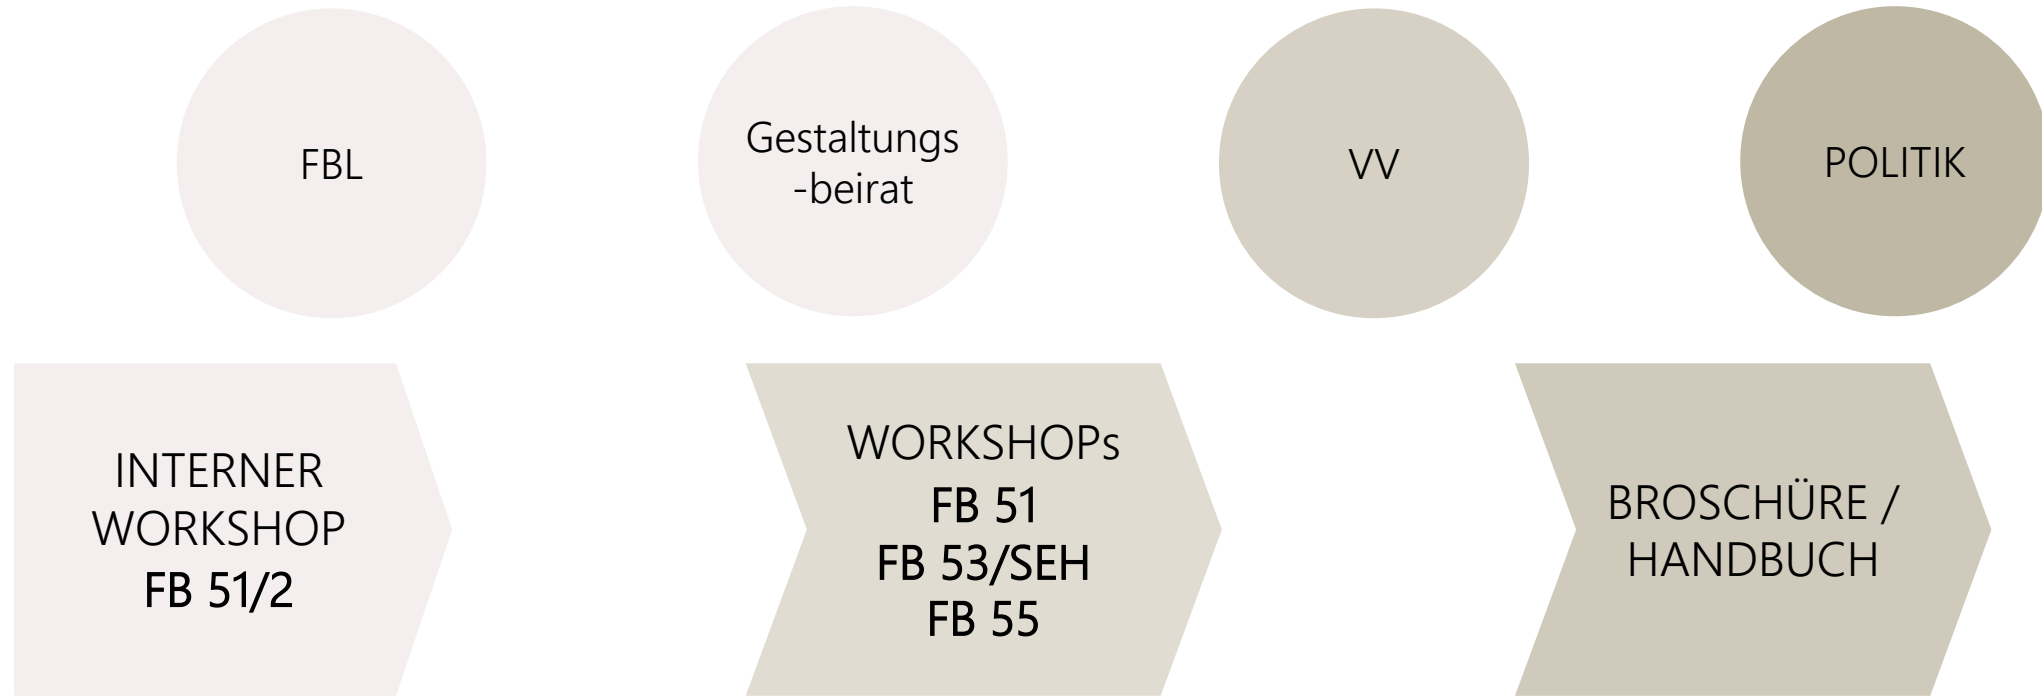 FBL
Gestaltungs
-beirat
VV
POLITIK
INTERNER
WORKSHOP
FB 51/2
WORKSHOPs
FB 51
FB 53/SEH
FB 55
BROSCHÜRE /
HANDBUCH